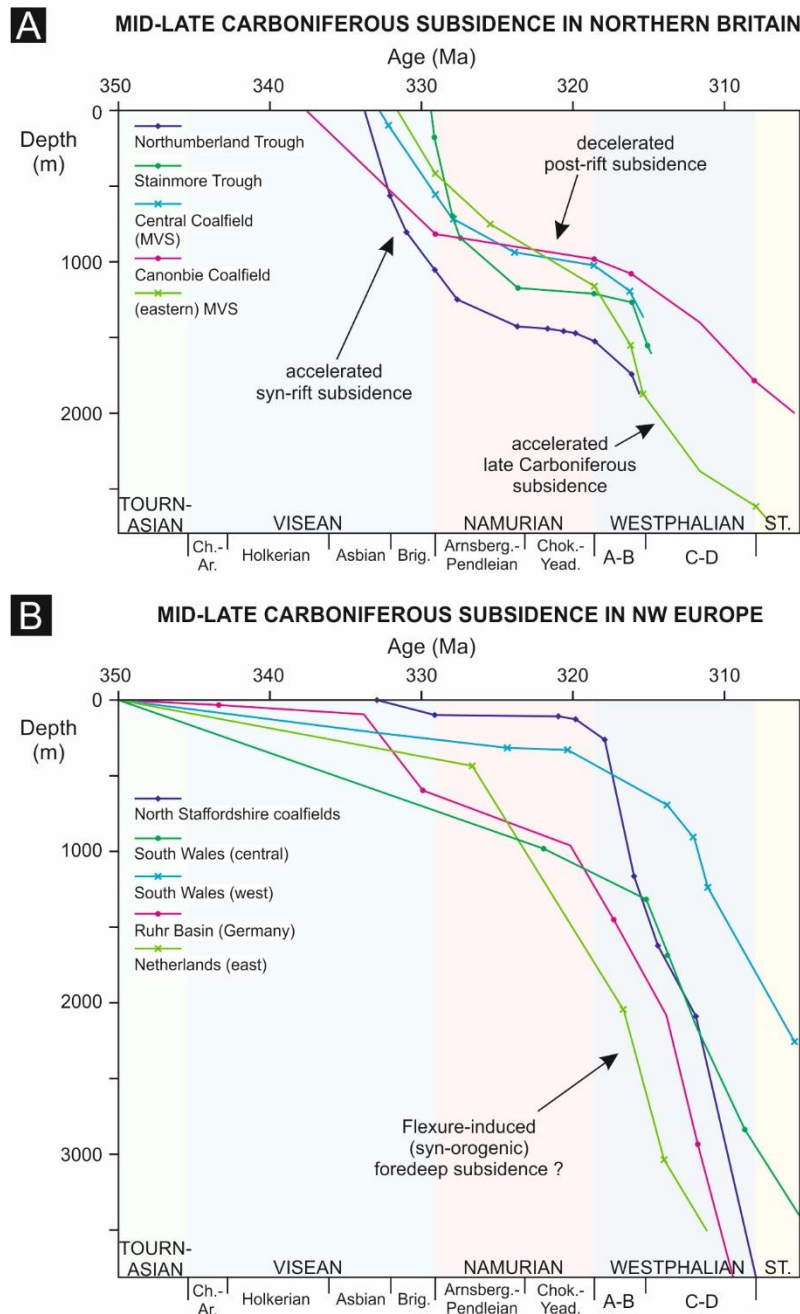 A MID-LATE CARBONIFEROUS SUBSIDENCE IN NORTHERN BRITAIN
Age (Ma)
350 340 330 320 310
Depth
(m)
0
1000
2000
Northumberland Trough
Stainmore Trough
Central Coalfield
(MVS)
Canonbie Coalfield
(eastern) MVS
decelerated
post-rift subsidence
accelerated
syn-rift subsidence
accelerated
late Carboniferous
subsidence
TOURN-
ASIAN
VISEAN NAMURIAN WESTPHALIAN ST.
Ch.-
Ar.
Holkerian Asbian Brig.
Arnsberg.-
Pendleian
Chok.-
Yead.
A-B C-D
B MID-LATE CARBONIFEROUS SUBSIDENCE IN NW EUROPE
Age (Ma)
350 340 330 320 310
Depth
(m)
0
1000
2000
3000
North Staffordshire coalfields
South Wales (central)
South Wales (west)
Ruhr Basin (Germany)
Netherlands (east)
Flexure-induced
(syn-orogenic)
foredeep subsidence ?
TOURN-
ASIAN
VISEAN NAMURIAN WESTPHALIAN ST.
Ch.-
Ar.
Holkerian Asbian Brig.
Arnsberg.-
Pendleian
Chok.-
Yead.
A-B C-D